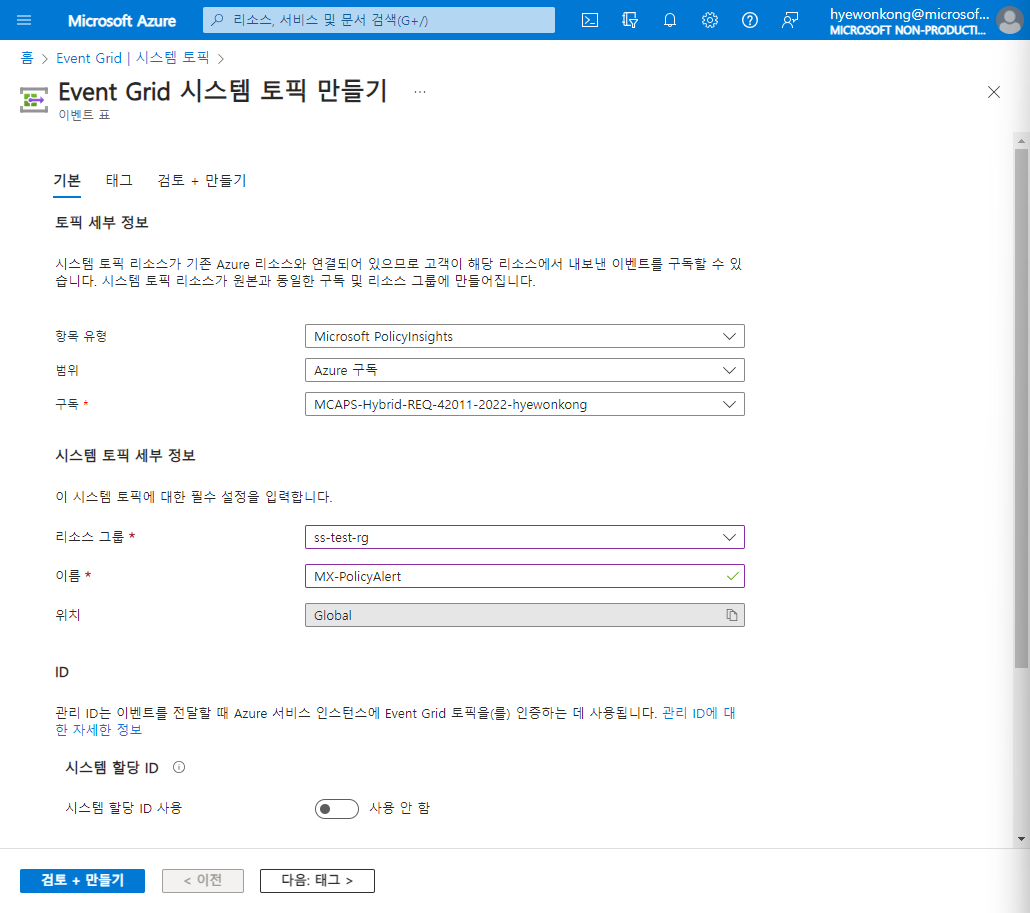 Microsoft Azure
리소스, 서비스 및 문서 검색(G+/)
hyewonkong@microsof...
MICROSOFT NON-PRODUCTI...
홈 > Event Grid | 시스템 토픽 >
Event Grid 시스템 토픽 만들기 ...
이벤트 표
기본 태그 검토 + 만들기
토픽 세부 정보
시스템 토픽 리소스가 기존 Azure 리소스와 연결되어 있으므로 고객이 해당 리소스에서 내보낸 이벤트를 구독할 수 있
습니다. 시스템 토픽 리소스가 원본과 동일한 구독 및 리소스 그룹에 만들어집니다.
항목 유형 Microsoft PolicyInsights
범위 Azure 구독
구독 * MCAPS-Hybrid-REQ-42011-2022-hyewonkong
시스템 토픽 세부 정보
이 시스템 토픽에 대한 필수 설정을 입력합니다.
리소스 그룹 * ss-test-rg
이름 * MX-PolicyAlert
위치 Global
ID
관리 ID는 이벤트를 전달할 때 Azure 서비스 인스턴스에 Event Grid 토픽을(를) 인증하는 데 사용됩니다. 관리 ID에 대
한 자세한 정보
시스템 할당 ID
시스템 할당 ID 사용 사용 안 함
검토 + 만들기 < 이전 다음: 태그 >